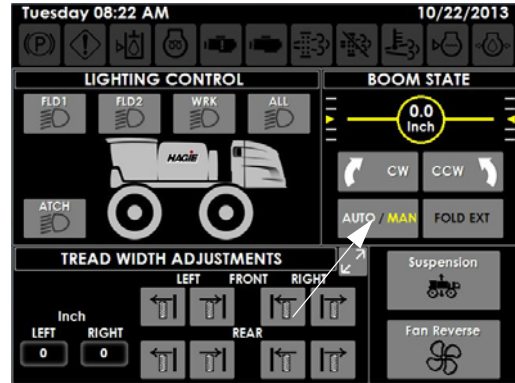 Tuesday 08:22 AM 10/22/2013
(P)
LIGHTING CONTROL
FLD1 FLD2 WRK ALL
HAGIE
ATCH
BOOM STATE
0.0
Inch
CW CCW
AUTO / MAN FOLD EXT
TREAD WIDTH ADJUSTMENTS
LEFT FRONT RIGHT
Inch
LEFT RIGHT
0 0
REAR
Suspension
Fan Reverse